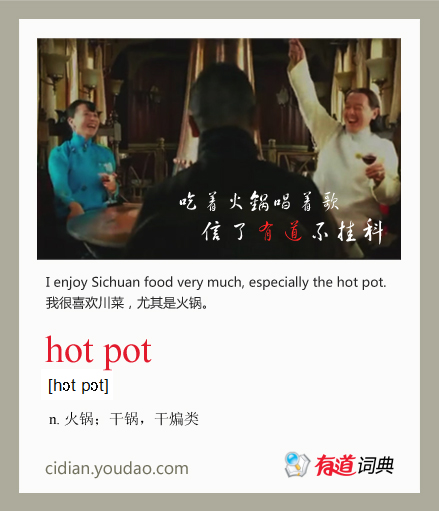 吃着火锅唱着歌
信了有道不挂科
I enjoy Sichuan food very much, especially the hot pot.
我很喜欢川菜，尤其是火锅。
hot pot
[hɔt pɔt]
n. 火锅；干锅，干煸类
cidian.youdao.com
有道词典